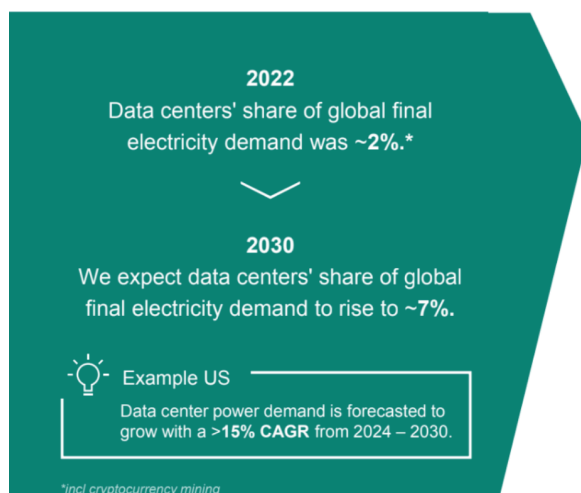 2022
Data centers' share of global final
electricity demand was ~2%.*
2030
We expect data centers' share of global
final electricity demand to rise to ~7%.
Example US
Data center power demand is forecasted to
grow with a >15% CAGR from 2024 – 2030.
*incl cryptocurrency mining